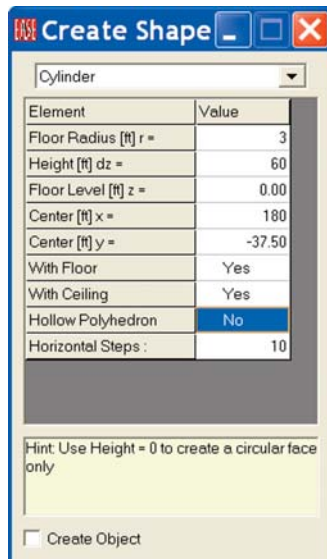 EASE Create Shape
Cylinder
Element Value
Floor Radius [ft] r = 3
Height [ft] dz = 60
Floor Level [ft] z = 0.00
Center [ft] x = 180
Center [ft] y = -37.50
With Floor Yes
With Ceiling Yes
Hollow Polyhedron No
Horizontal Steps : 10
Hint: Use Height = 0 to create a circular face
only
Create Object